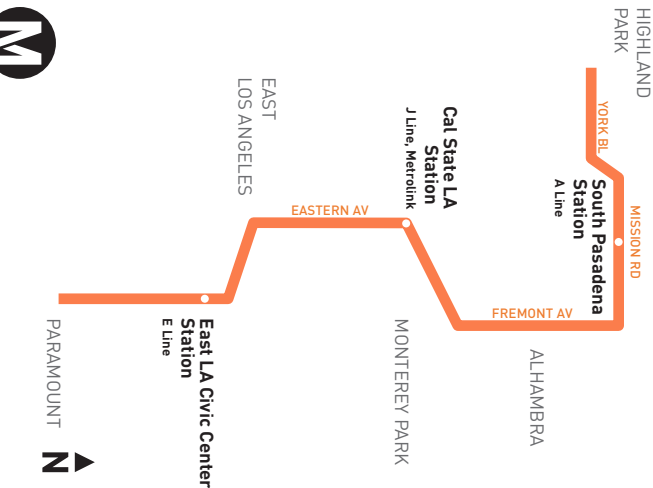 HIGHLAND
PARK
YORK BL
MISSION RD
South Pasadena
Station
A Line
FREMONT AV
ALHAMBRA
Cal State LA
Station
J Line, Metrolink
MONTEREY PARK
EASTERN AV
EAST
LOS ANGELES
East LA Civic Center
Station
E Line
PARAMOUNT
M
N